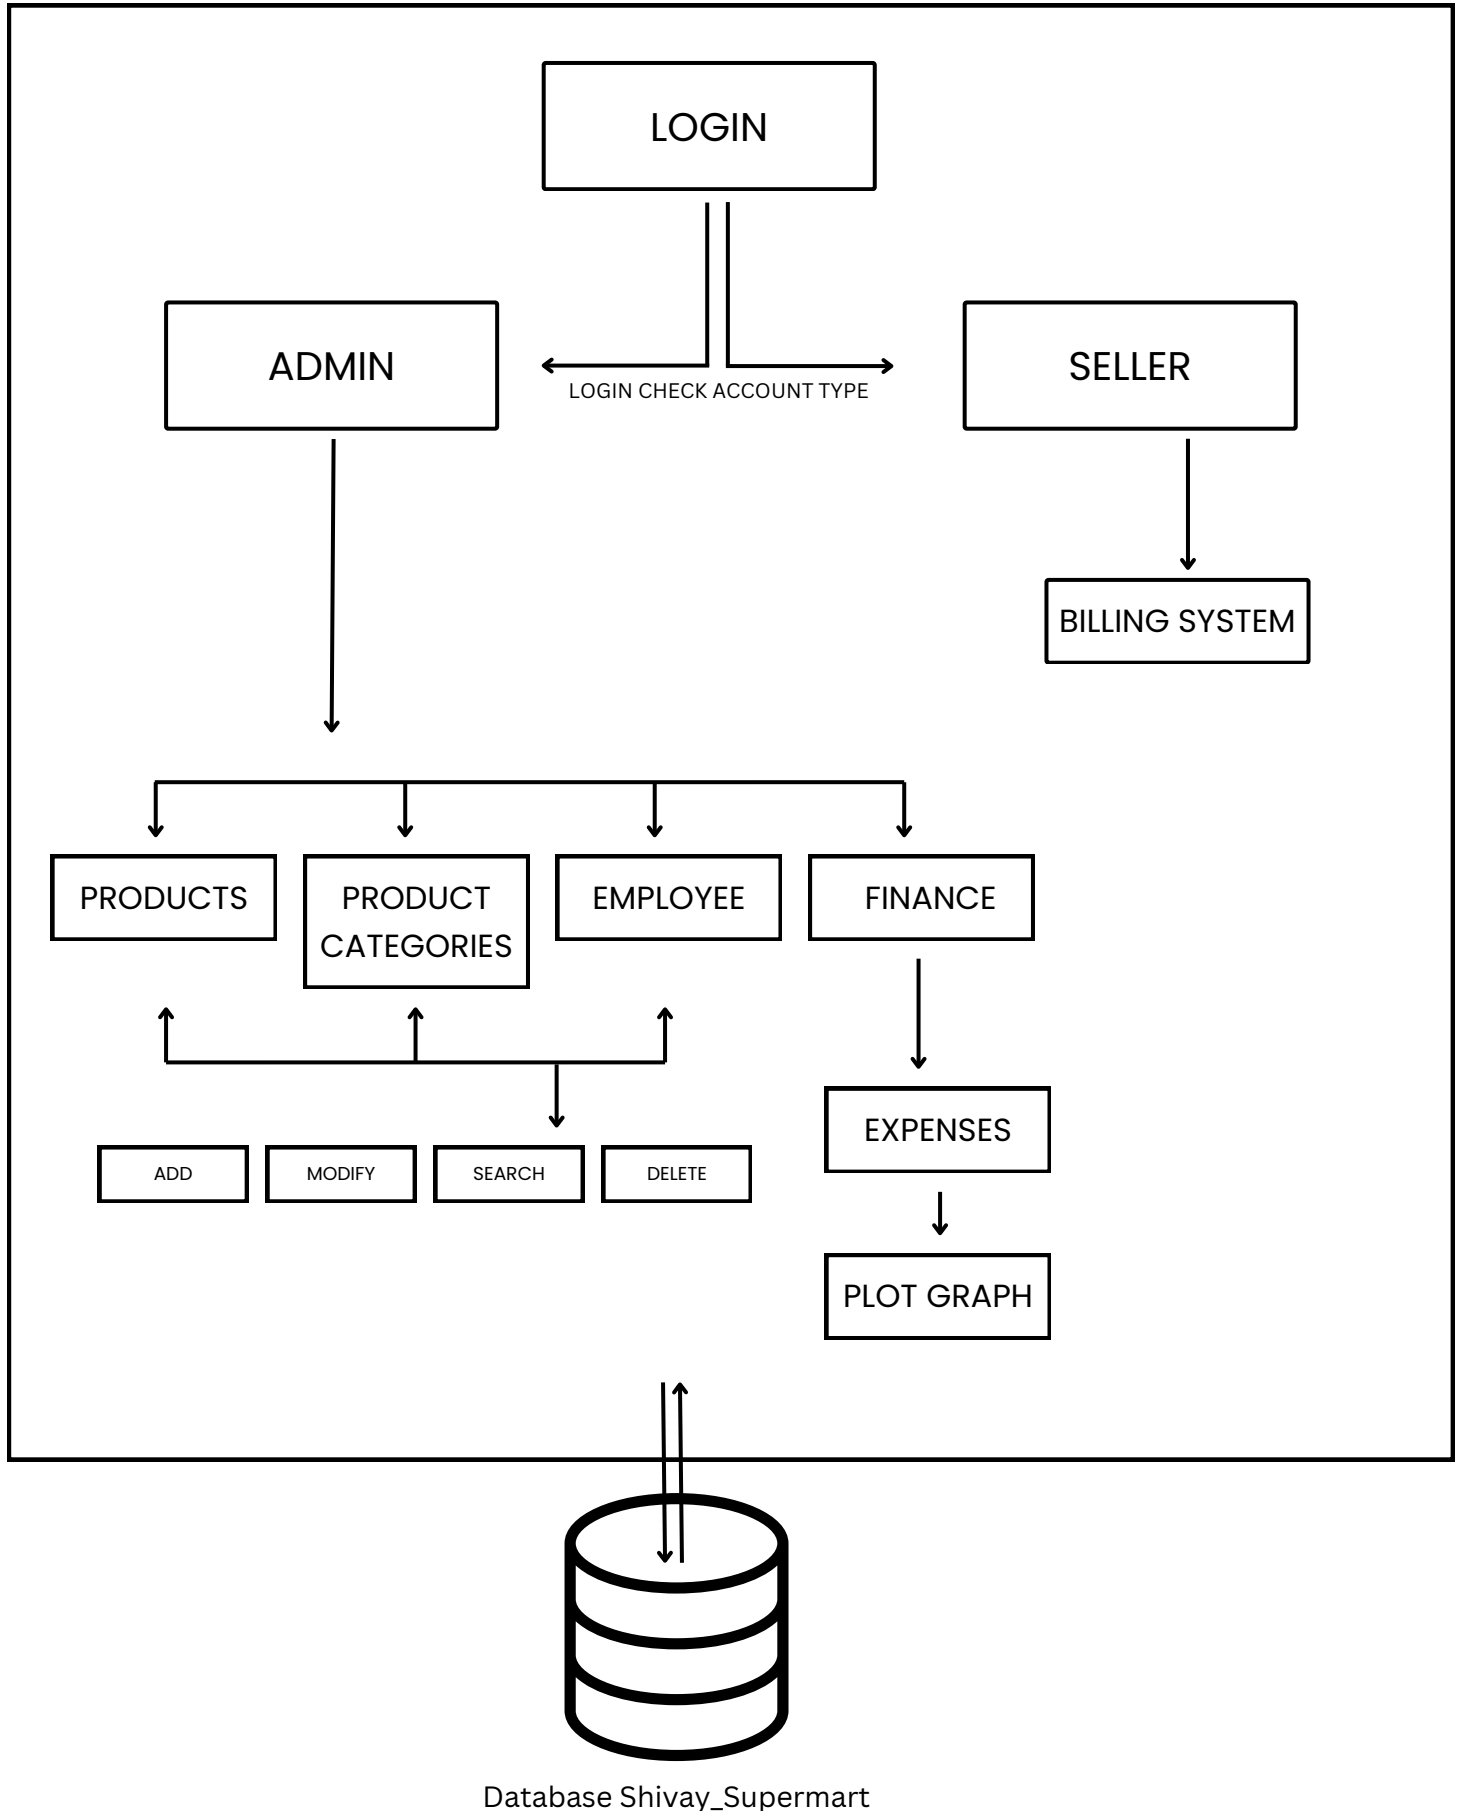 LOGIN
ADMIN
SELLER
LOGIN CHECK ACCOUNT TYPE
BILLING SYSTEM
PRODUCTS
PRODUCT
CATEGORIES
EMPLOYEE
FINANCE
EXPENSES
ADD
MODIFY
SEARCH
DELETE
PLOT GRAPH
Database Shivay_Supermart